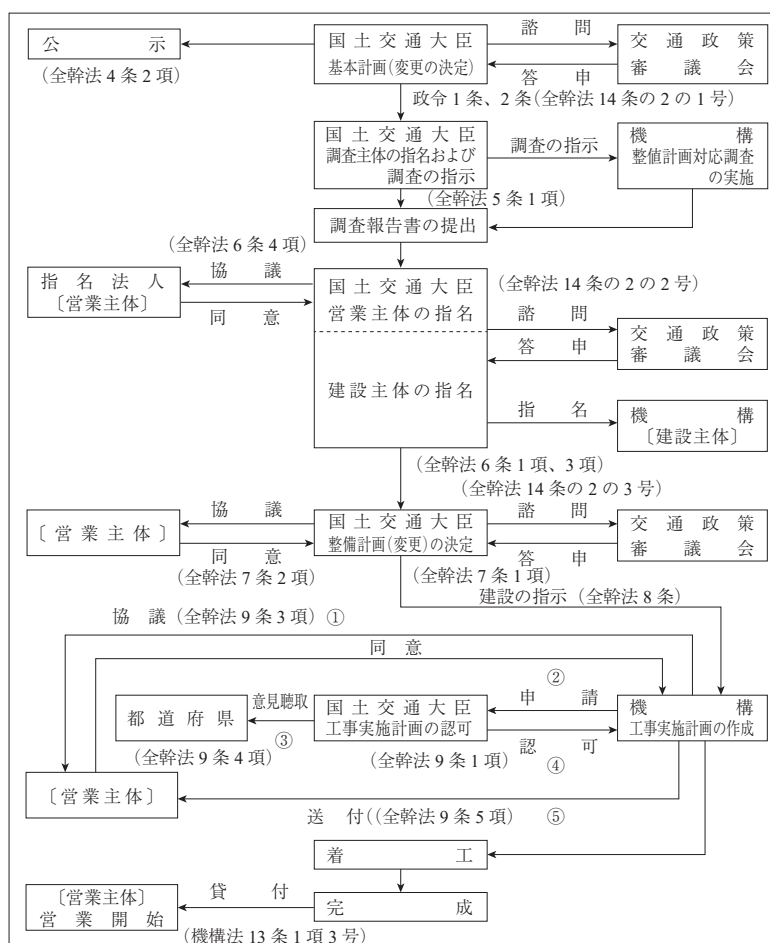 公示
国土交通大臣
基本計画(変更の決定)
諮問
答申
交通政策
審議会
(全幹法4条2項)
政令1条、2条(全幹法14条の2の1号)
国土交通大臣
調査主体の指名および
調査の指示
調査の指示
機構
整値計画対応調査
の実施
(全幹法5条1項)
調査報告書の提出
(全幹法6条4項)
指名法人
〔営業主体〕
協議
同意
国土交通大臣
営業主体の指名
(全幹法14条の2の2号)
諮問
答申
交通政策
審議会
建設主体の指名
指名
機構
〔建設主体〕
(全幹法6条1項、3項)
(全幹法14条の2の3号)
〔営業主体〕
協議
同意
(全幹法7条2項)
国土交通大臣
整備計画(変更)の決定
(全幹法7条1項)
諮問
答申
交通政策
審議会
建設の指示(全幹法8条)
協議(全幹法9条3項) ①
同意
都道府県
意見聴取
③
(全幹法9条4項)
国土交通大臣
工事実施計画の認可
(全幹法9条1項)
②
申請
認可
④
機構
工事実施計画の作成
〔営業主体〕
送付((全幹法9条5項) ⑤
着工
〔営業主体〕
営業開始
貸付
完成
(機構法13条1項3号)